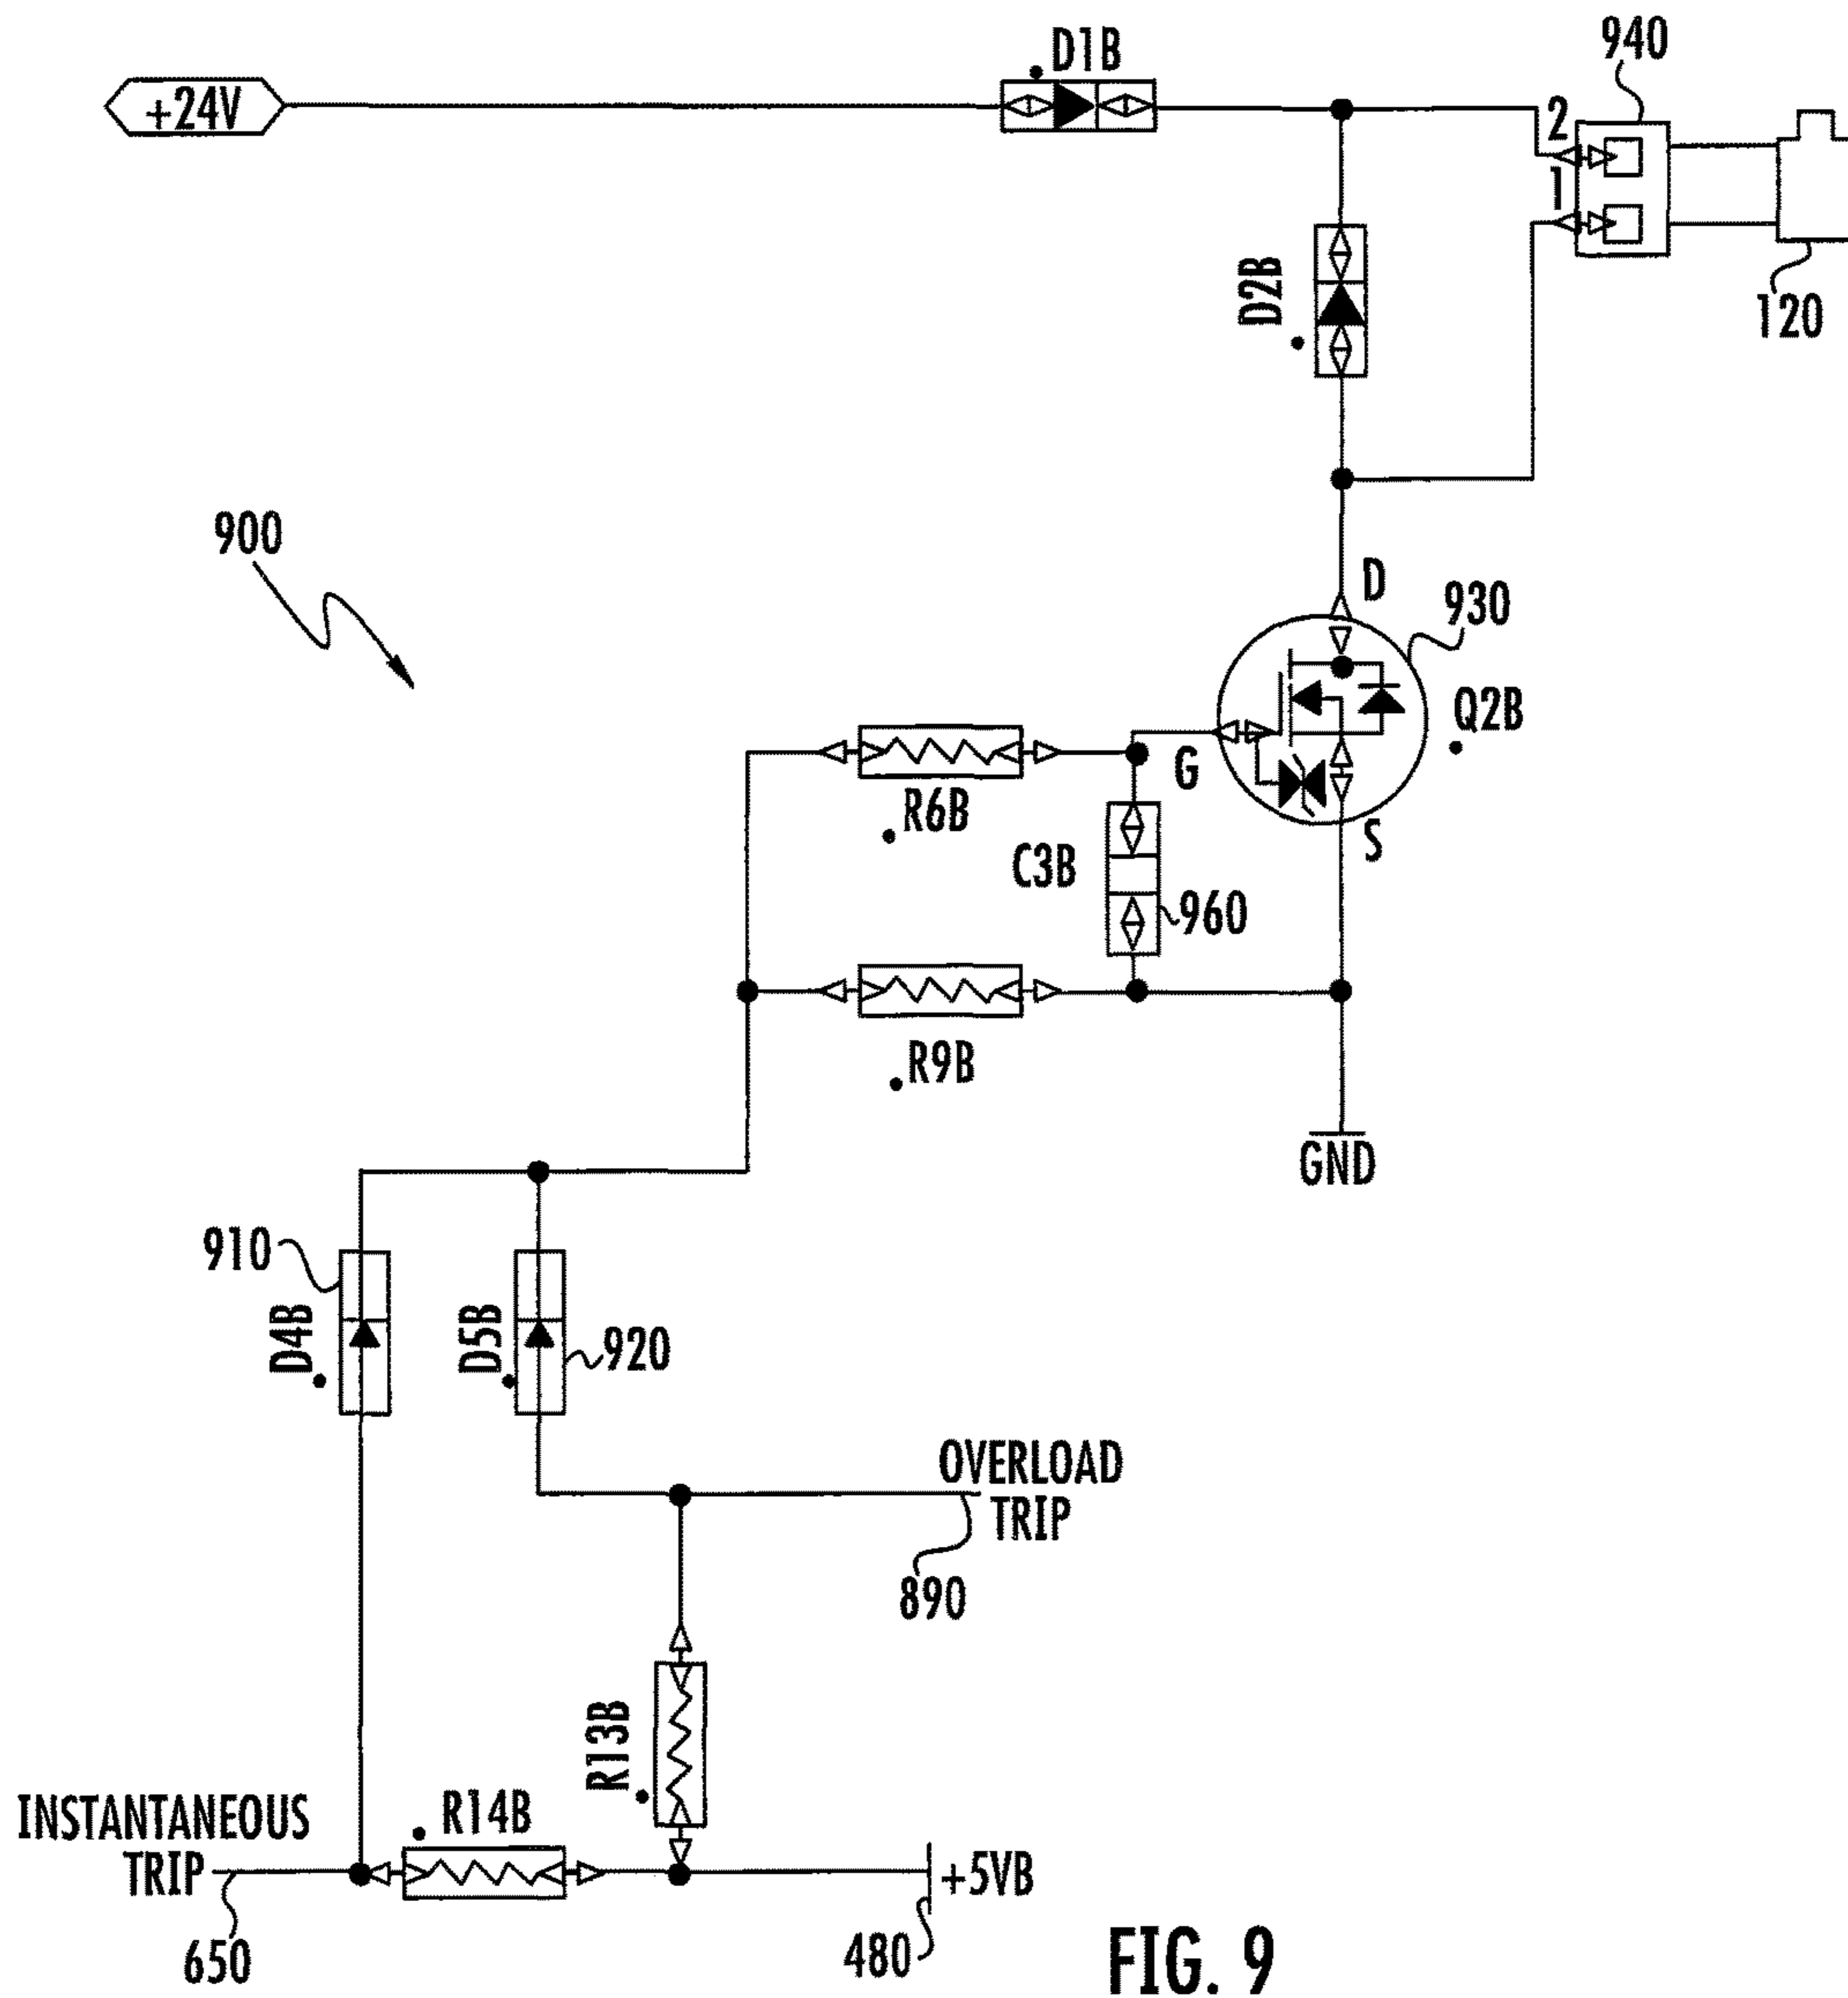 D1B
940
+24V
2
1
D2B
120
900
D
930
Q2B
G
R6B
S
C3B
960
R9B
GND
910
D4B
D5B
920
OVERLOAD
TRIP
890
R13B
INSTANTANEOUS
TRIP
R14B
+5VB
650
480
FIG. 9